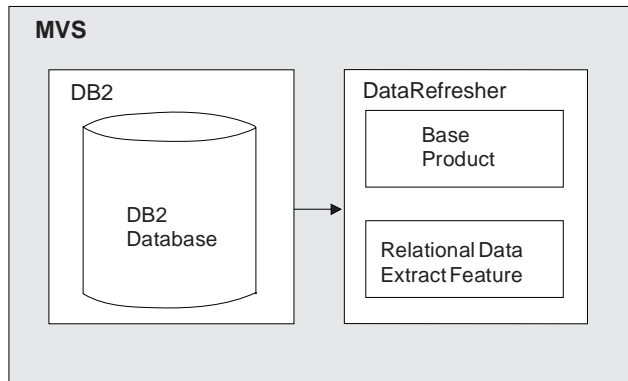 MVS
DB2
DB2
Database
DataRefresher
Base
Product
Relational Data
Extract Feature